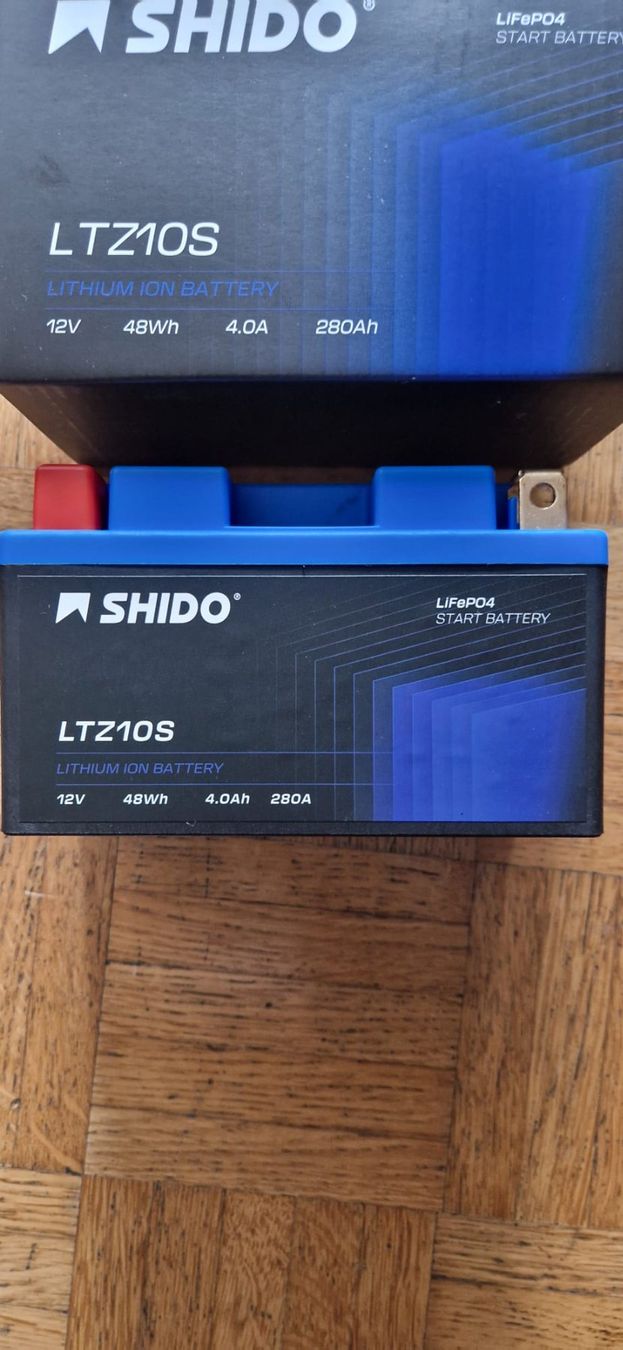 SHIDO®
LiFePO4
START BATTERY
LTZ10S
LITHIUM ION BATTERY
12V 48Wh 4.0A 280Ah
SHIDO®
LiFePO4
START BATTERY
LTZ10S
LITHIUM ION BATTERY
12V 48Wh 4.0Ah 280A